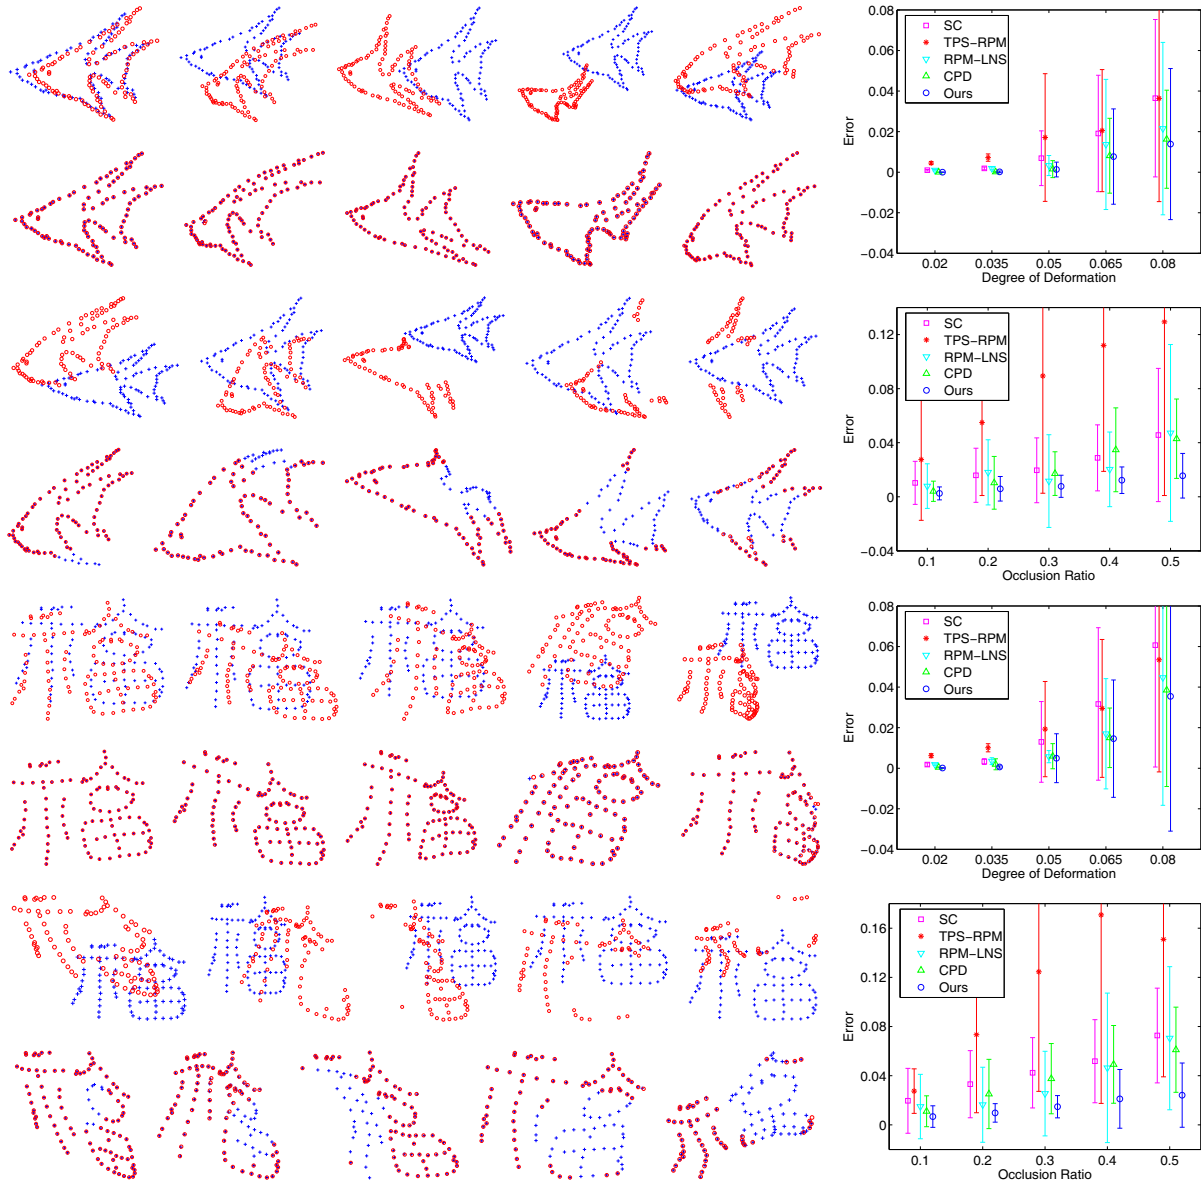 0.08
0.06
0.04
0.02
0
−0.02
−0.04
Error
SC
TPS−RPM
RPM−LNS
CPD
Ours
0.02 0.035 0.05 0.065 0.08
Degree of Deformation
0.12
0.08
0.04
0
−0.04
Error
SC
TPS−RPM
RPM−LNS
CPD
Ours
0.1 0.2 0.3 0.4 0.5
Occlusion Ratio
0.08
0.06
0.04
0.02
0
−0.02
−0.04
Error
SC
TPS−RPM
RPM−LNS
CPD
Ours
0.02 0.035 0.05 0.065 0.08
Degree of Deformation
0.16
0.12
0.08
0.04
0
Error
SC
TPS−RPM
RPM−LNS
CPD
Ours
0.1 0.2 0.3 0.4 0.5
Occlusion Ratio